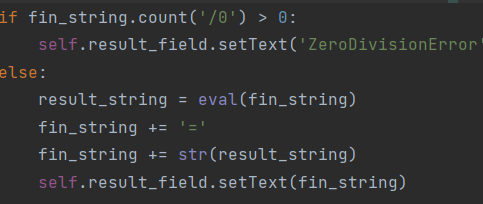 if fin_string.count('/0') > 0:
    self.result_field.setText('ZeroDivisionError'
else:
    result_string = eval(fin_string)
    fin_string += '='
    fin_string += str(result_string)
    self.result_field.setText(fin_string)